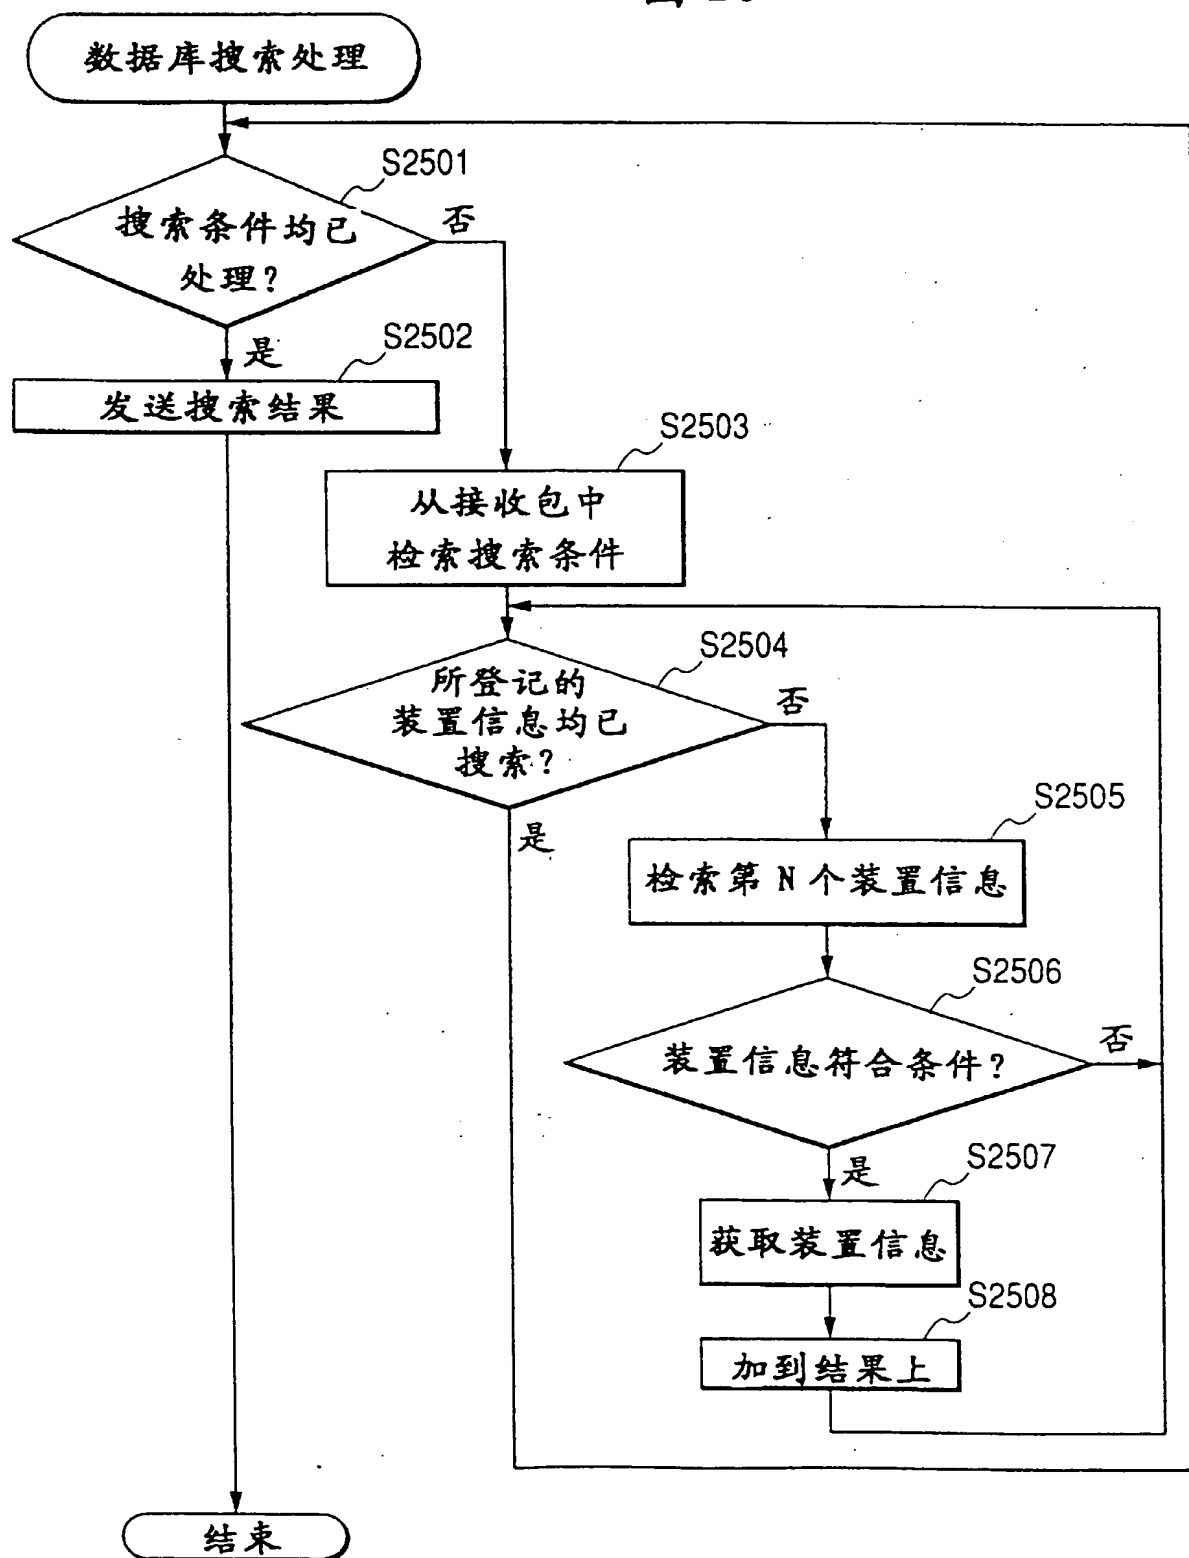 数据库搜索处理
S2501
搜索条件均已
处理?
否
是
S2502
发送搜索结果
S2503
从接收包中
检索搜索条件
S2504
所登记的
装置信息均已
搜索?
否
是
S2505
检索第N个装置信息
S2506
装置信息符合条件?
否
是
S2507
获取装置信息
S2508
加到结果上
结束